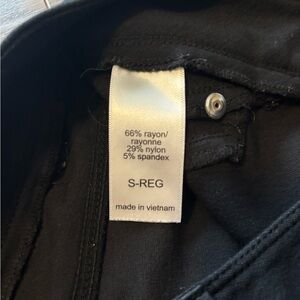 66% rayon/
rayonne
29% nylon
5% spandex
S-REG
made in vietnam